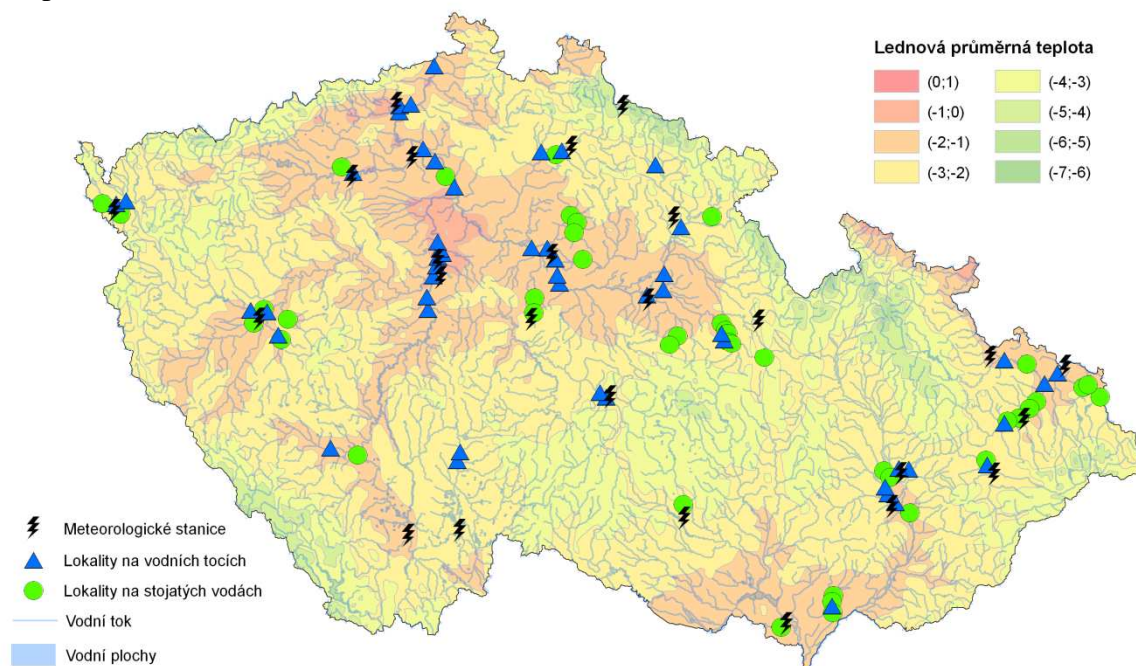 Lednová průměrná teplota
(0;1)
(-4;-3)
(-1;0)
(-5;-4)
(-2;-1)
(-6;-5)
(-3;-2)
(-7;-6)
Meteorologické stanice
Lokality na vodních tocích
Lokality na stojatých vodách
Vodní tok
Vodní plochy